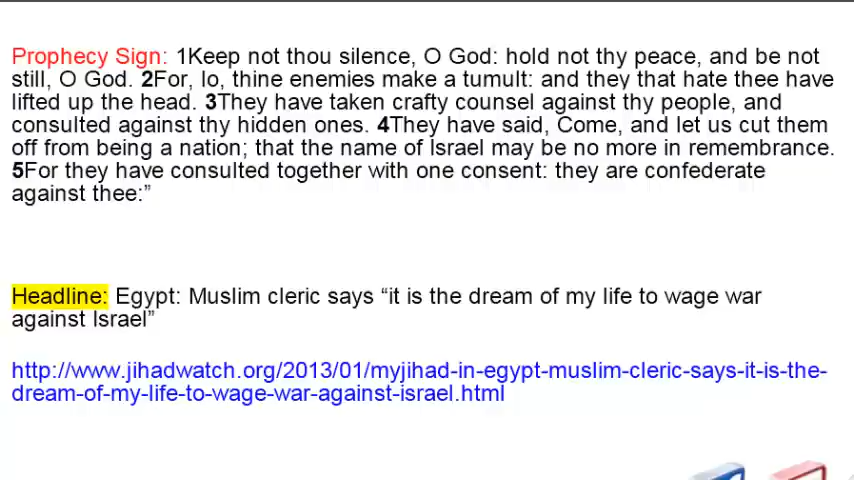 Prophecy Sign: 1Keep not thou silence, O God: hold not thy peace, and be not
still, O God. 2For, lo, thine enemies make a tumult: and they that hate thee have
lifted up the head. 3They have taken crafty counsel against thy people, and
consulted against thy hidden ones. 4They have said, Come, and let us cut them
off from being a nation; that the name of Israel may be no more in remembrance.
5For they have consulted together with one consent: they are confederate
against thee:”
Headline: Egypt: Muslim cleric says “it is the dream of my life to wage war
against Israel”
http://www.jihadwatch.org/2013/01/myjihad-in-egypt-muslim-cleric-says-it-is-the-
dream-of-my-life-to-wage-war-against-israel.html